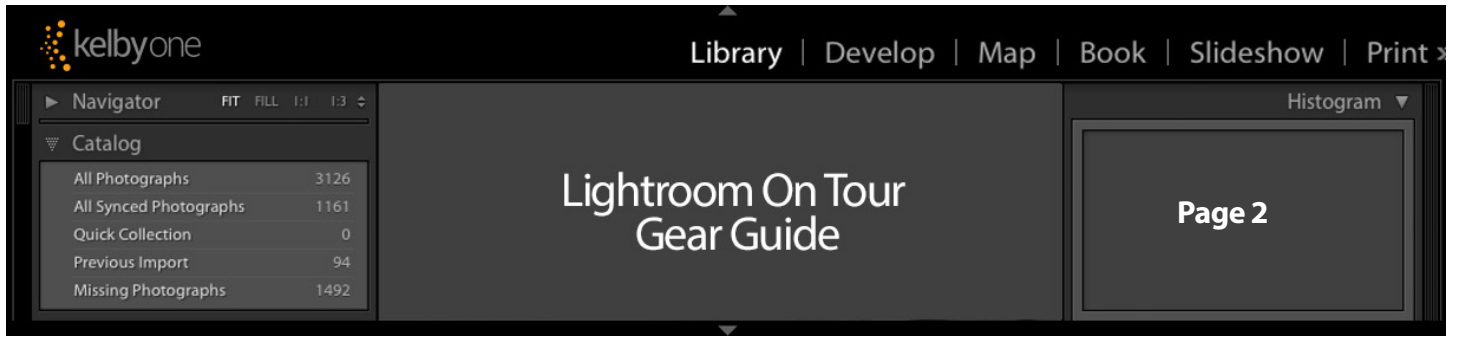 kelbyone
Library | Develop | Map | Book | Slideshow | Print »
Navigator FIT FILL 1:1 1:3
Histogram
Catalog
All Photographs 3126
All Synced Photographs 1161
Quick Collection 0
Previous Import 94
Missing Photographs 1492
Lightroom On Tour
Gear Guide
Page 2